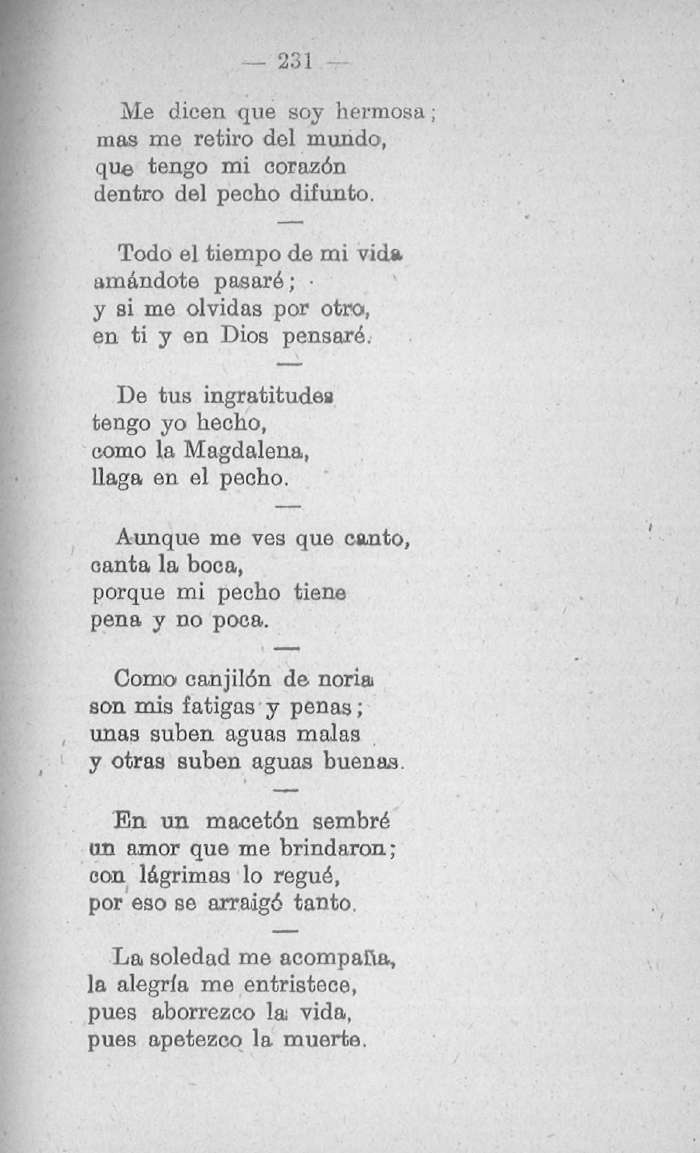 — 231 —
Me dicen que soy hermosa;
mas me retiro del mundo,
que tengo mi corazón
dentro del pecho difunto.
—
Todo el tiempo de mi vida
amándote pasaré;
y si me olvidas por otro,
en ti y en Dios pensaré.
—
De tus ingratitudes
tengo yo hecho,
como la Magdalena,
llaga en el pecho.
—
Aunque me ves que canto,
canta la boca,
porque mi pecho tiene
pena y no poca.
—
Como canjilón de noria
son mis fatigas y penas;
unas suben aguas malas
y otras suben aguas buenas.
—
En un macetón sembré
un amor que me brindaron;
con lágrimas lo regué,
por eso se arraigó tanto.
—
La soledad me acompaña,
la alegría me entristece,
pues aborrezco la vida,
pues apetezco la muerte.